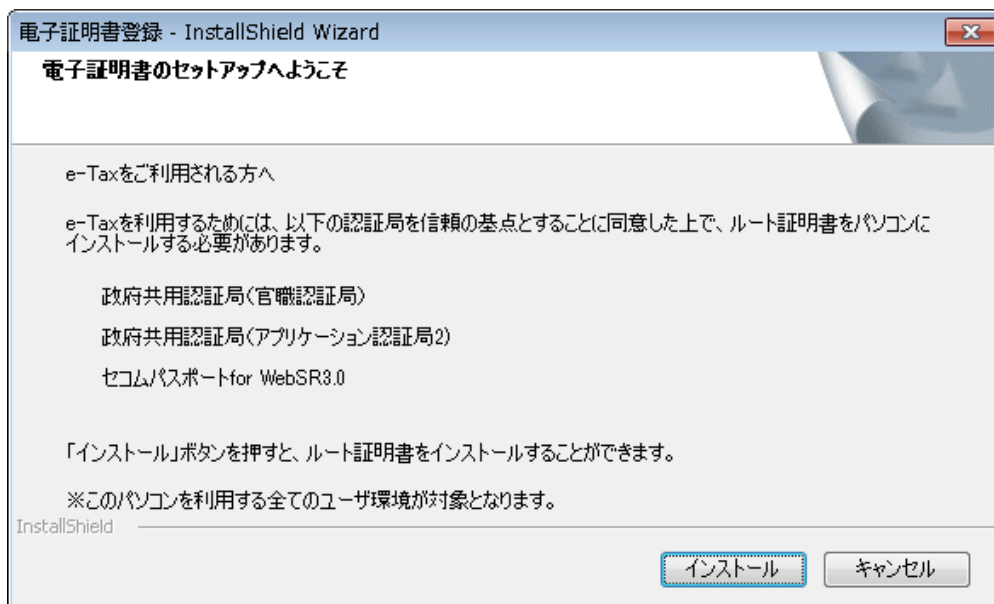 電子証明書登録 - InstallShield Wizard
電子証明書のセットアップへようこそ
e-Taxをご利用される方へ
e-Taxを利用するためには、以下の認証局を信頼の基点とすることに同意した上で、ルート証明書をパソコンに
インストールする必要があります。
政府共用認証局(官職認証局)
政府共用認証局(アプリケーション認証局2)
セコムパスポートfor WebSR3.0
「インストール」ボタンを押すと、ルート証明書をインストールすることができます。
※このパソコンを利用する全てのユーザ環境が対象となります。
InstallShield
インストール
キャンセル